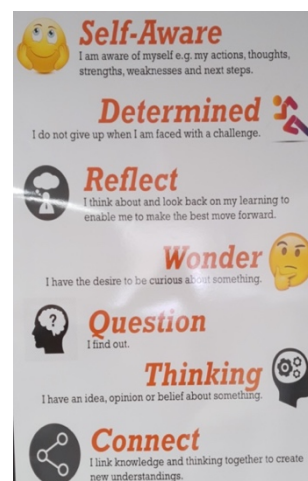 Self-Aware
I am aware of myself e.g. my actions, thoughts,
strengths, weaknesses and next steps.
Determined
I do not give up when I am faced with a challenge.
Reflect
I think about and look back on my learning to
enable me to make the best move forward.
Wonder
I have the desire to be curious about something.
?
Question
I find out.
Thinking
I have an idea, opinion or belief about something.
Connect
I link knowledge and thinking together to create
new understandings.